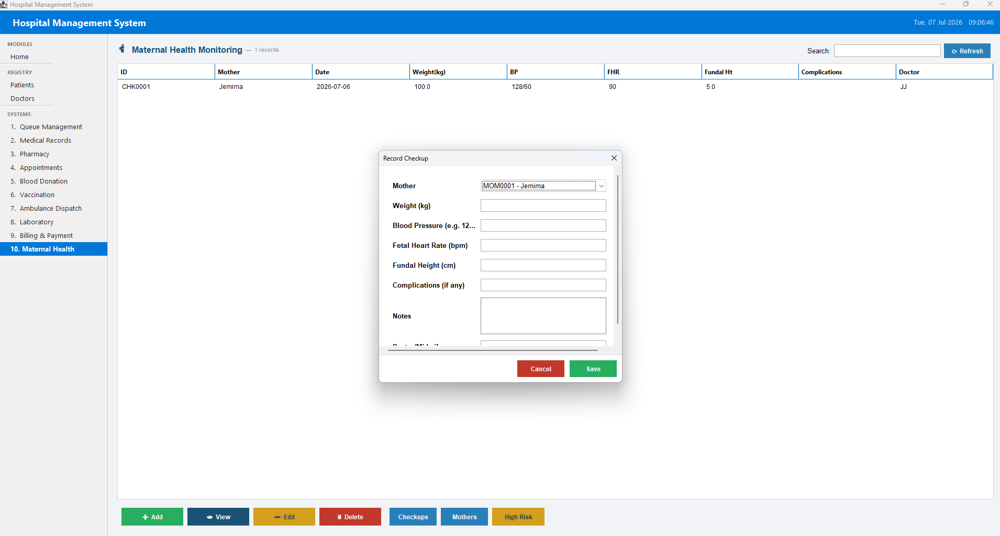 Hospital Management System
Hospital Management System
Tue, 07 Jul 2026 09:06:46
MODULES
Home
REGISTRY
Patients
Doctors
SYSTEMS
1. Queue Management
2. Medical Records
3. Pharmacy
4. Appointments
5. Blood Donation
6. Vaccination
7. Ambulance Dispatch
8. Laboratory
9. Billing & Payment
10. Maternal Health
Maternal Health Monitoring — 1 records
Search:
Refresh
ID Mother Date Weight(kg) BP FHR Fundal Ht Complications Doctor
CHK0001 Jemima 2026-07-06 100.0 128/60 90 5.0 JJ
Record Checkup
Mother MOM0001 - Jemima
Weight (kg)
Blood Pressure (e.g. 12...
Fetal Heart Rate (bpm)
Fundal Height (cm)
Complications (if any)
Notes
Cancel Save
Add View Edit Delete Checkups Mothers High Risk